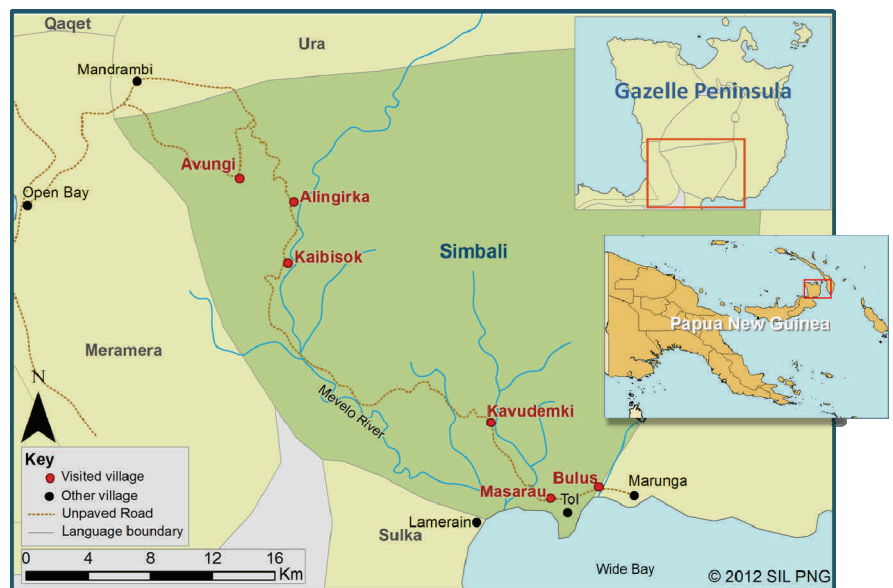 Qaqet
Ura
Mandrambi
Gazelle Peninsula
Avungi
Open Bay
Alingirka
Simbali
Kaibisok
Papua New Guinea
Meramera
N
Mevelo River
Kavudemki
Key
Visited village
Other village
Unpaved Road
Language boundary
Bulus
Masarau
Tol
Marunga
Lamerain
Sulka
0 4 8 12 16
Km
Wide Bay
© 2012 SIL PNG